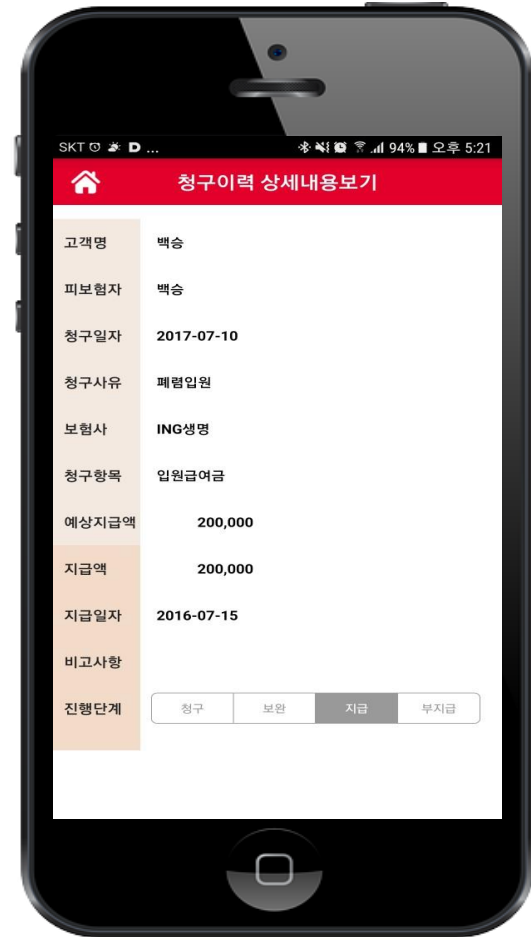 SKT D ... 94% 오후 5:21
청구이력 상세내용보기
고객명 백승
피보험자 백승
청구일자 2017-07-10
청구사유 폐렴입원
보험사 ING생명
청구항목 입원급여금
예상지급액 200,000
지급액 200,000
지급일자 2016-07-15
비고사항
진행단계 청구 보완 지급 부지급